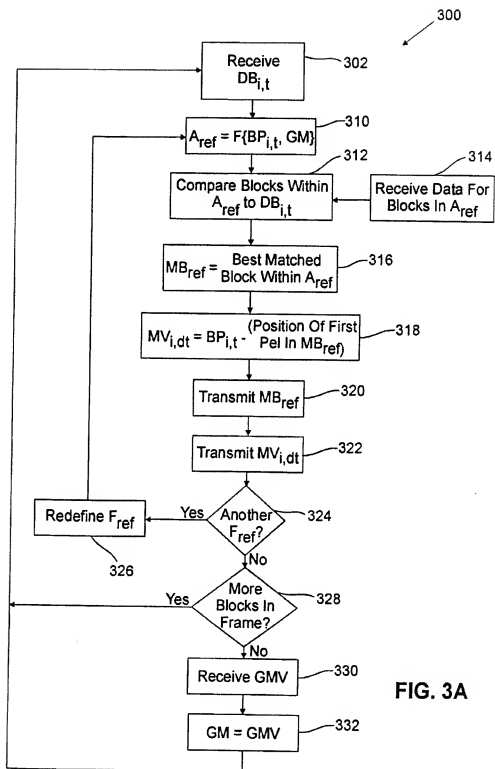 300
Receive
DBi,t
302
Aref = F{BPi,t, GM}
310
312
314
Compare Blocks Within
Aref to DBi,t
Receive Data For
Blocks In Aref
MBref = Best Matched
Block Within Aref
316
MVi,dt = BPi,t - (Position Of First
Pel In MBref)
318
Transmit MBref
320
Transmit MVi,dt
322
Another
Fref?
324
Yes
Redefine Fref
326
No
More
Blocks In
Frame?
328
Yes
No
Receive GMV
330
GM = GMV
332
FIG. 3A